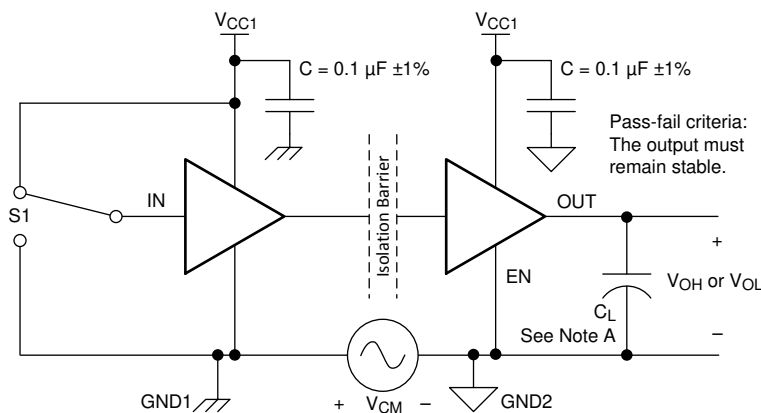 VCC1
VCC1
C = 0.1 µF ±1%
C = 0.1 µF ±1%
Pass-fail criteria:
The output must
remain stable.
Isolation Barrier
S1
IN
OUT
+
EN
VOH or VOL
CL
See Note A
–
GND1
+
VCM
–
GND2